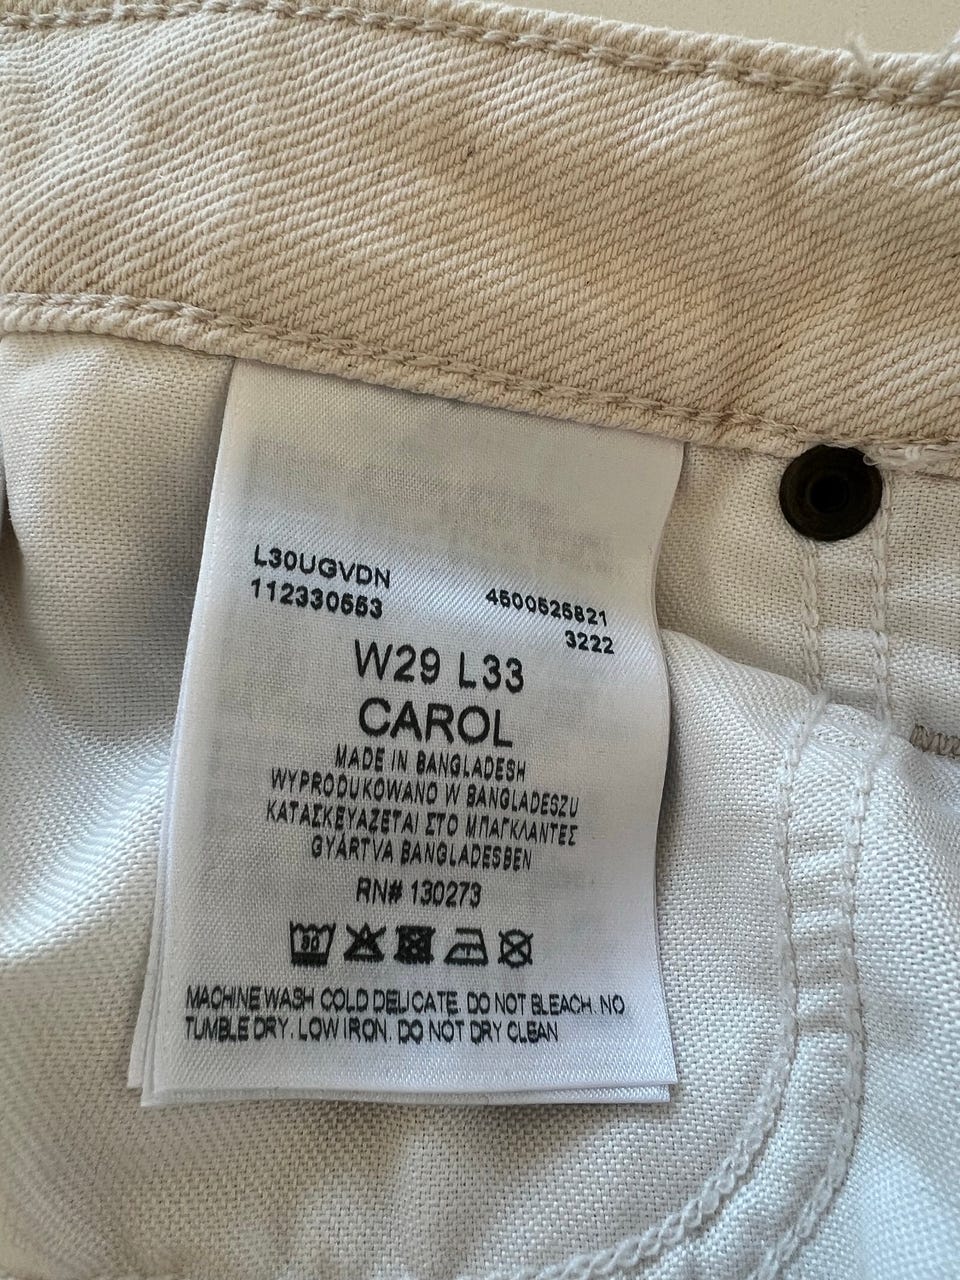 L30UGVDN
112330553
4500525821
3222
W29 L33
CAROL
MADE IN BANGLADESH
WYPRODUKOWANO W BANGLADESZU
ΚΑΤΑΣΚΕΥΑΖΕΤΑΙ ΣΤΟ ΜΠΑΓΚΛΑΝΤΕΣ
GYÁRTVA BANGLADESBEN
RN# 130273
30
MACHINE WASH COLD DELICATE. DO NOT BLEACH. NO
TUMBLE DRY. LOW IRON. DO NOT DRY CLEAN